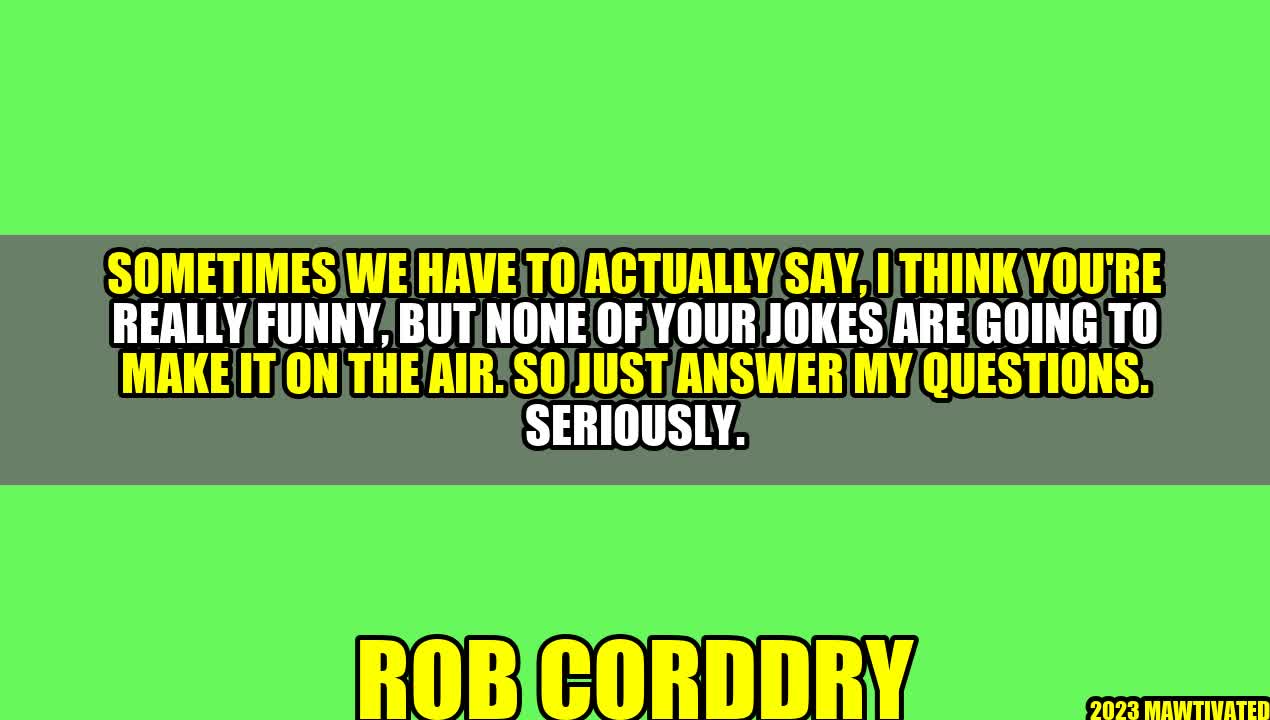 SOMETIMES WE HAVE TO ACTUALLY SAY, I THINK YOU'RE
REALLY FUNNY, BUT NONE OF YOUR JOKES ARE GOING TO
MAKE IT ON THE AIR. SO JUST ANSWER MY QUESTIONS.
SERIOUSLY.
ROB CORDDRY
2023 MAWTIVATED